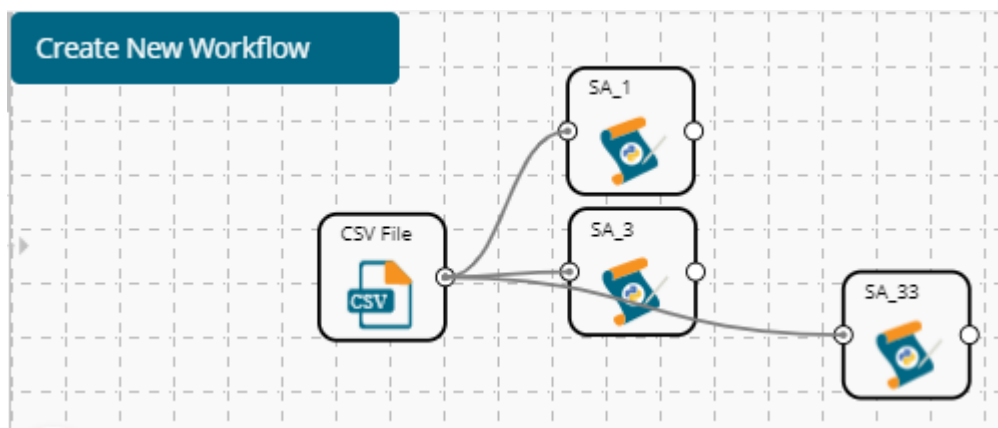 Create New Workflow
SA_1
CSV File
CSV
SA_3
SA_33